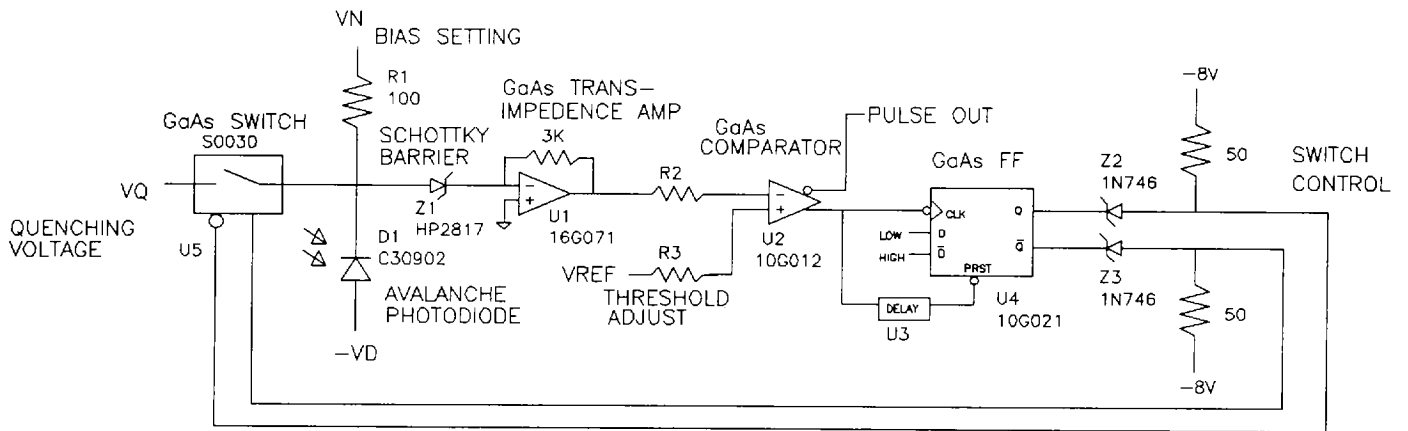 VN
BIAS SETTING
R1
100
GaAs TRANS-
IMPEDENCE AMP
3K
GaAs SWITCH
S0030
SCHOTTKY
BARRIER
VQ
QUENCHING
VOLTAGE
U5
Z1
HP2817
-
+
U1
16G071
D1
C30902
AVALANCHE
PHOTODIODE
-VD
R2
R3
VREF
THRESHOLD
ADJUST
GaAs
COMPARATOR
PULSE OUT
-
+
U2
10G012
GaAs FF
CLK
LOW
D
HIGH
D̅
Q
Q̅
PRST
DELAY
U3
U4
10G021
Z2
1N746
Z3
1N746
-8V
50
SWITCH
CONTROL
50
-8V